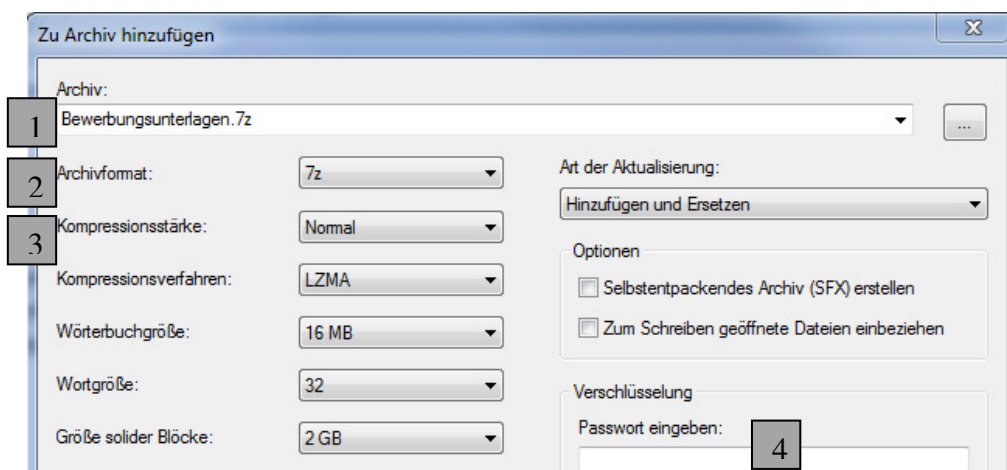 Zu Archiv hinzufügen
Archiv:
1
Bewerbungsunterlagen.7z
...
2
Archivformat:
7z
3
Kompressionsstärke:
Normal
Kompressionsverfahren:
LZMA
Wörterbuchgröße:
16 MB
Wortgröße:
32
Größe solider Blöcke:
2 GB
Art der Aktualisierung:
Hinzufügen und Ersetzen
Optionen
Selbstentpackendes Archiv (SFX) erstellen
Zum Schreiben geöffnete Dateien einbeziehen
Verschlüsselung
Passwort eingeben:
4